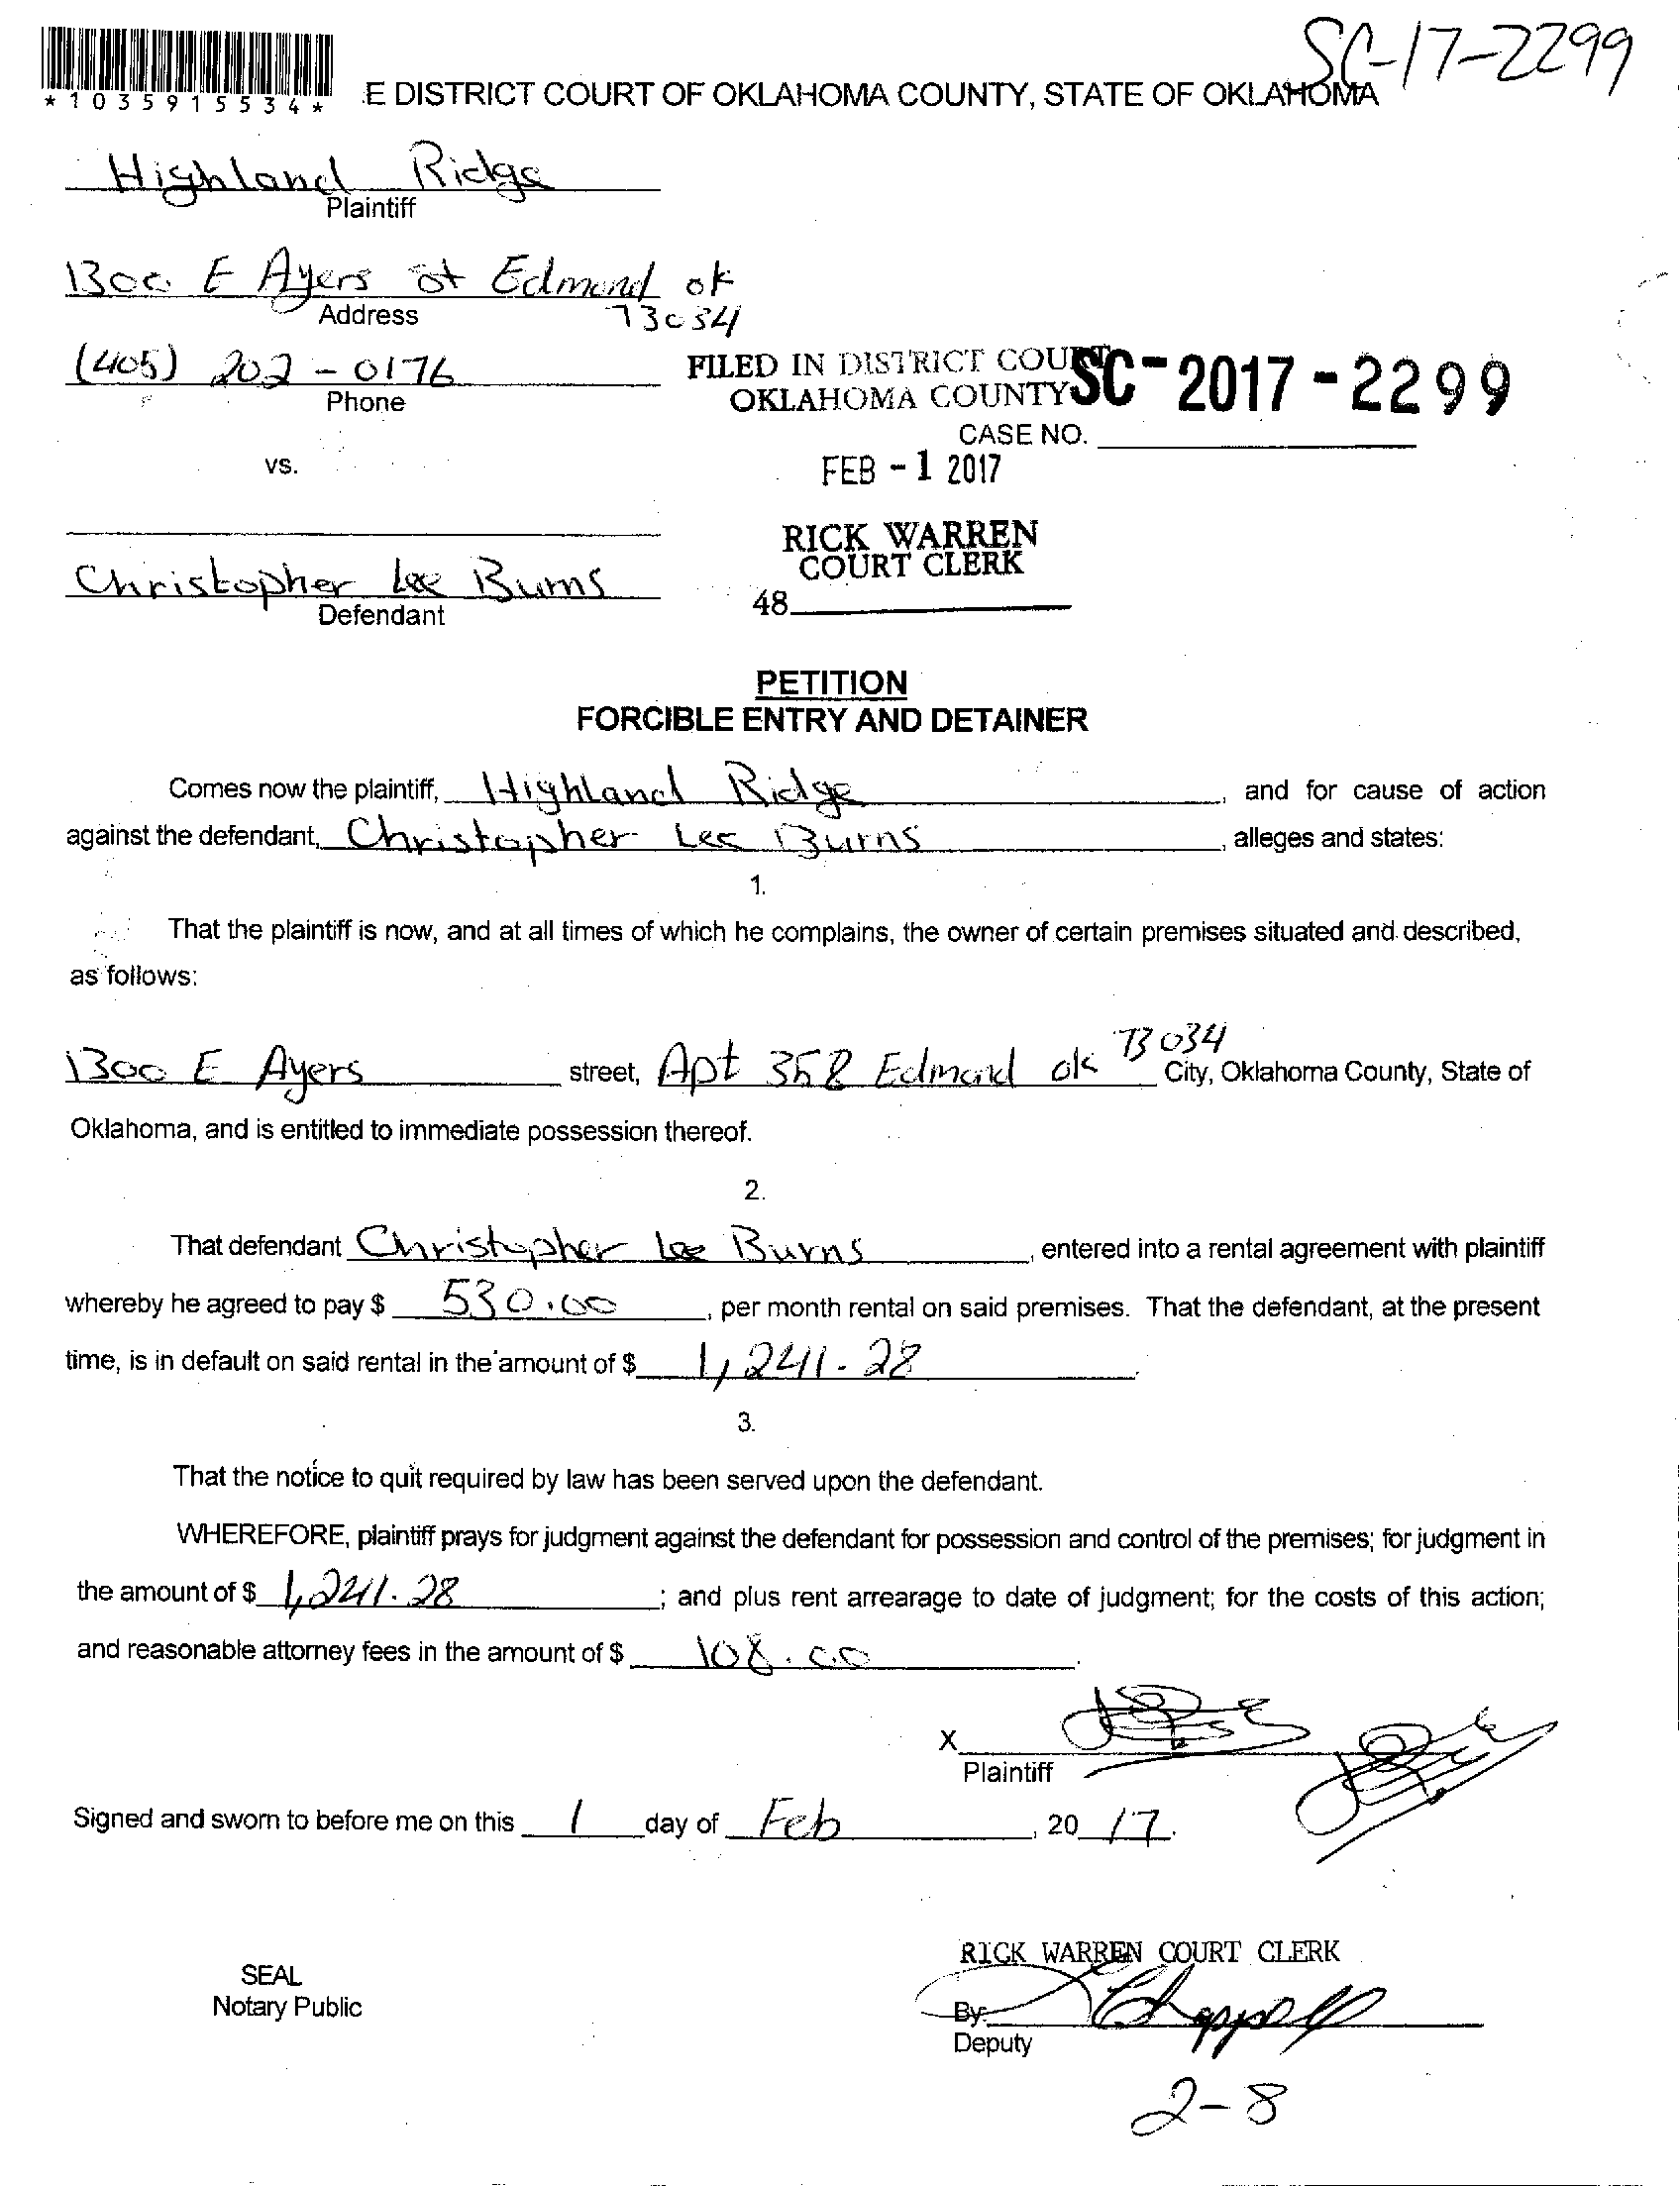 SC-17-2299
*1035915534*
E DISTRICT COURT OF OKLAHOMA COUNTY, STATE OF OKLAHOMA
Highland Ridge
Plaintiff
1300 E Ayers st Edmond ok
73034
Address
(405) 202-0176
Phone
FILED IN DISTRICT COURT
OKLAHOMA COUNTY
SC-2017-2299
CASE NO.
vs.
FEB -1 2017
RICK WARREN
COURT CLERK
48
Christopher Lee Burns
Defendant
PETITION
FORCIBLE ENTRY AND DETAINER
Comes now the plaintiff, Highland Ridge, and for cause of action
against the defendant, Christopher Lee Burns, alleges and states:
1.
That the plaintiff is now, and at all times of which he complains, the owner of certain premises situated and described,
as follows:
1300 E Ayers street, Apt 358 Edmond ok 73034 City, Oklahoma County, State of
Oklahoma, and is entitled to immediate possession thereof.
2.
That defendant Christopher Lee Burns, entered into a rental agreement with plaintiff
whereby he agreed to pay $ 530.00, per month rental on said premises. That the defendant, at the present
time, is in default on said rental in the amount of $ 1,241.28.
3.
That the notice to quit required by law has been served upon the defendant.
WHEREFORE, plaintiff prays for judgment against the defendant for possession and control of the premises; for judgment in
the amount of $ 1,241.28; and plus rent arrearage to date of judgment; for the costs of this action;
and reasonable attorney fees in the amount of $ 108.00.
X
Plaintiff
Signed and sworn to before me on this 1 day of Feb, 20 17.
RICK WARREN COURT CLERK
SEAL
Notary Public
By
Deputy
2-8